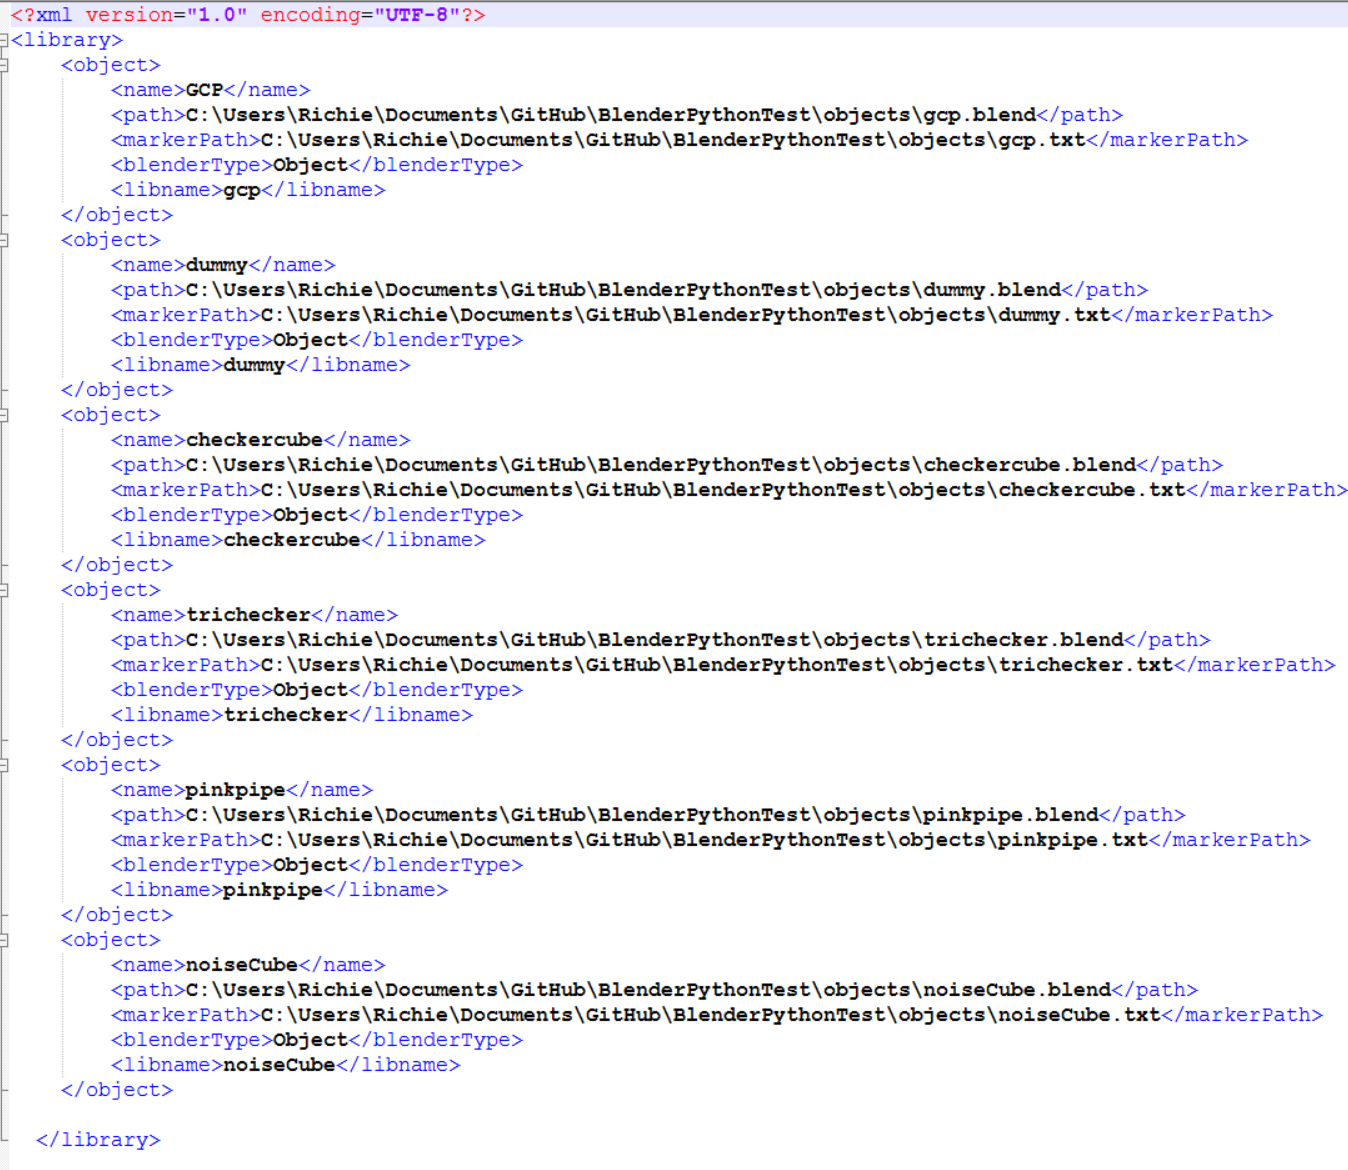 <?xml version="1.0" encoding="UTF-8"?>
<library>
    <object>
        <name>GCP</name>
        <path>C:\Users\Richie\Documents\GitHub\BlenderPythonTest\objects\gcp.blend</path>
        <markerPath>C:\Users\Richie\Documents\GitHub\BlenderPythonTest\objects\gcp.txt</markerPath>
        <blenderType>Object</blenderType>
        <libname>gcp</libname>
    </object>
    <object>
        <name>dummy</name>
        <path>C:\Users\Richie\Documents\GitHub\BlenderPythonTest\objects\dummy.blend</path>
        <markerPath>C:\Users\Richie\Documents\GitHub\BlenderPythonTest\objects\dummy.txt</markerPath>
        <blenderType>Object</blenderType>
        <libname>dummy</libname>
    </object>
    <object>
        <name>checkercube</name>
        <path>C:\Users\Richie\Documents\GitHub\BlenderPythonTest\objects\checkercube.blend</path>
        <markerPath>C:\Users\Richie\Documents\GitHub\BlenderPythonTest\objects\checkercube.txt</markerPath>
        <blenderType>Object</blenderType>
        <libname>checkercube</libname>
    </object>
    <object>
        <name>trichecker</name>
        <path>C:\Users\Richie\Documents\GitHub\BlenderPythonTest\objects\trichecker.blend</path>
        <markerPath>C:\Users\Richie\Documents\GitHub\BlenderPythonTest\objects\trichecker.txt</markerPath>
        <blenderType>Object</blenderType>
        <libname>trichecker</libname>
    </object>
    <object>
        <name>pinkpipe</name>
        <path>C:\Users\Richie\Documents\GitHub\BlenderPythonTest\objects\pinkpipe.blend</path>
        <markerPath>C:\Users\Richie\Documents\GitHub\BlenderPythonTest\objects\pinkpipe.txt</markerPath>
        <blenderType>Object</blenderType>
        <libname>pinkpipe</libname>
    </object>
    <object>
        <name>noiseCube</name>
        <path>C:\Users\Richie\Documents\GitHub\BlenderPythonTest\objects\noiseCube.blend</path>
        <markerPath>C:\Users\Richie\Documents\GitHub\BlenderPythonTest\objects\noiseCube.txt</markerPath>
        <blenderType>Object</blenderType>
        <libname>noiseCube</libname>
    </object>

  </library>